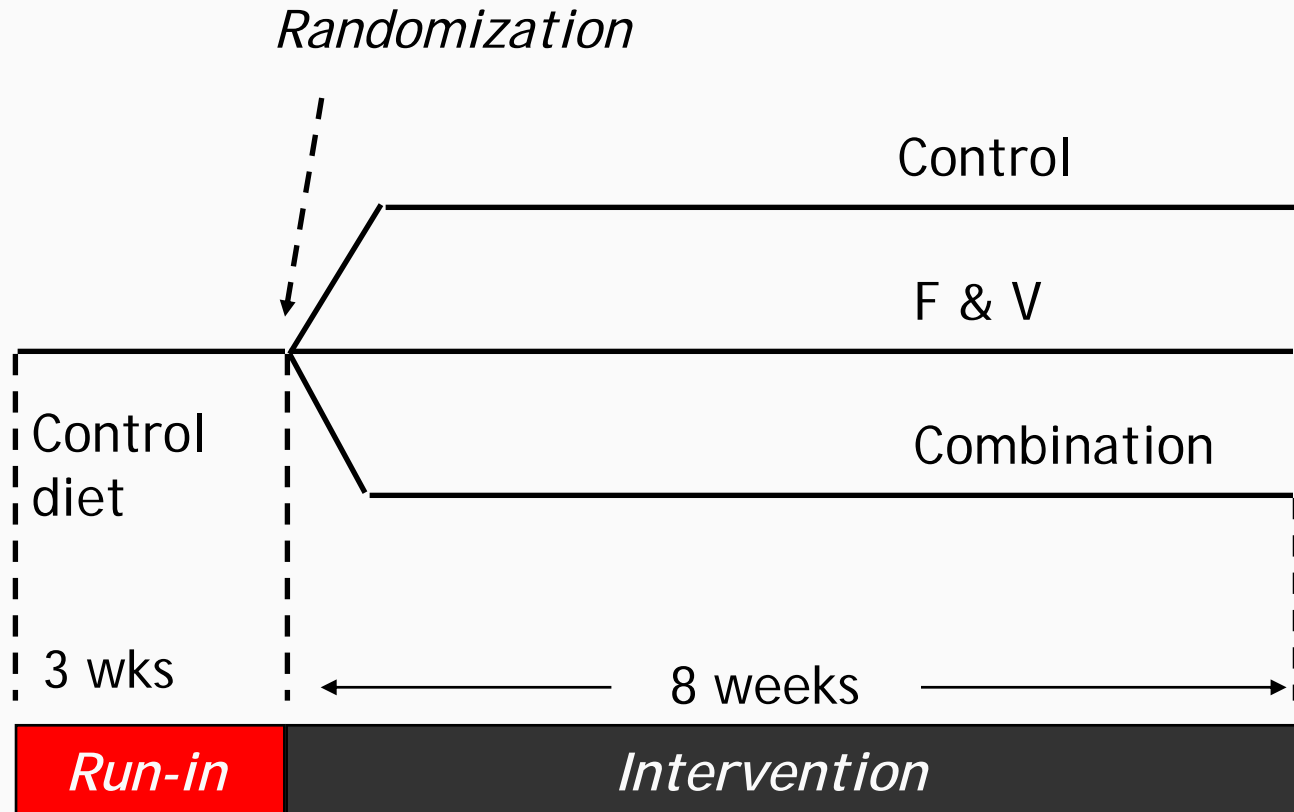 Randomization
Control
F & V
Control
diet
Combination
3 wks
8 weeks
Run-in
Intervention